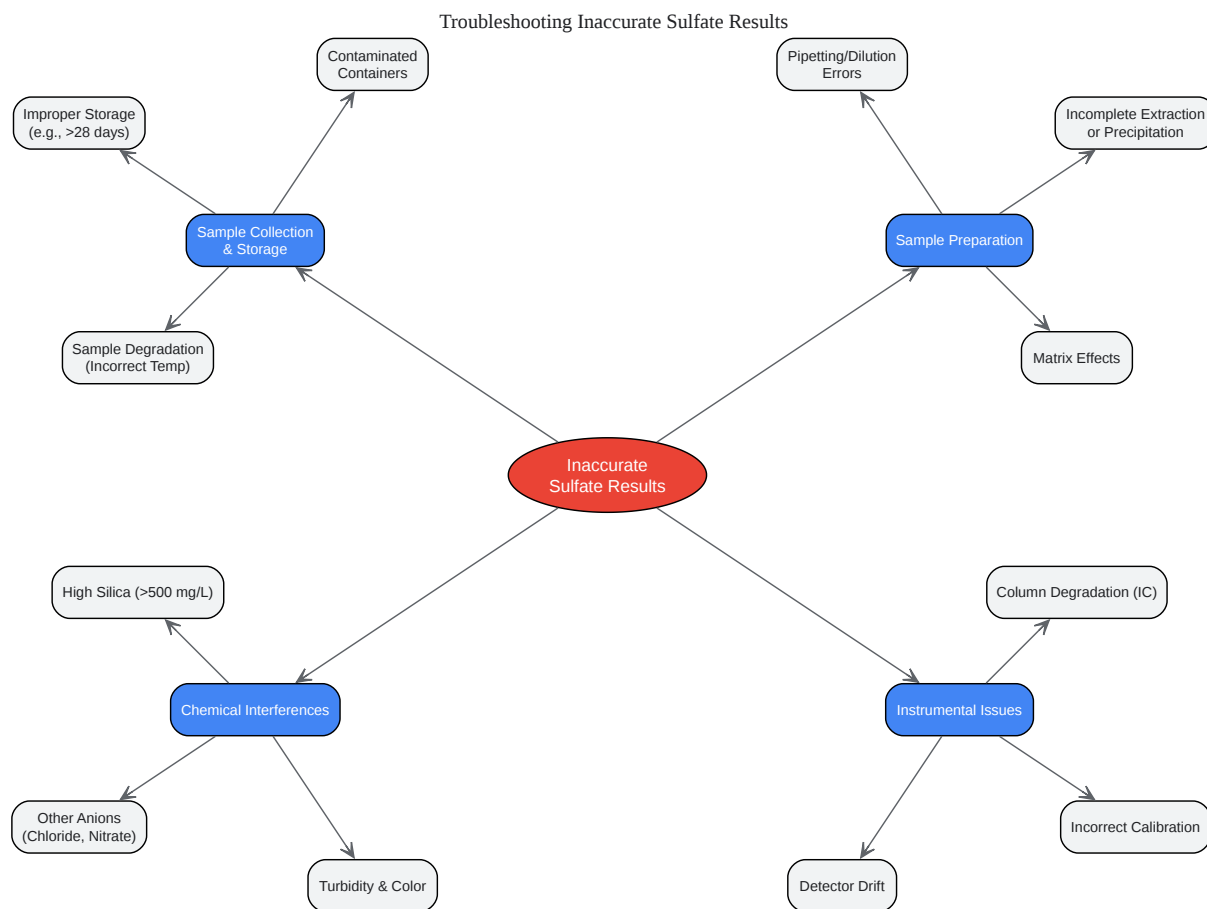 Troubleshooting Inaccurate Sulfate Results
Contaminated
Containers
Pipetting/Dilution
Errors
Improper Storage
(e.g., >28 days)
Incomplete Extraction
or Precipitation
Sample Collection
& Storage
Sample Preparation
Sample Degradation
(Incorrect Temp)
Matrix Effects
Inaccurate
Sulfate Results
High Silica (>500 mg/L)
Column Degradation (IC)
Chemical Interferences
Instrumental Issues
Other Anions
(Chloride, Nitrate)
Incorrect Calibration
Turbidity & Color
Detector Drift